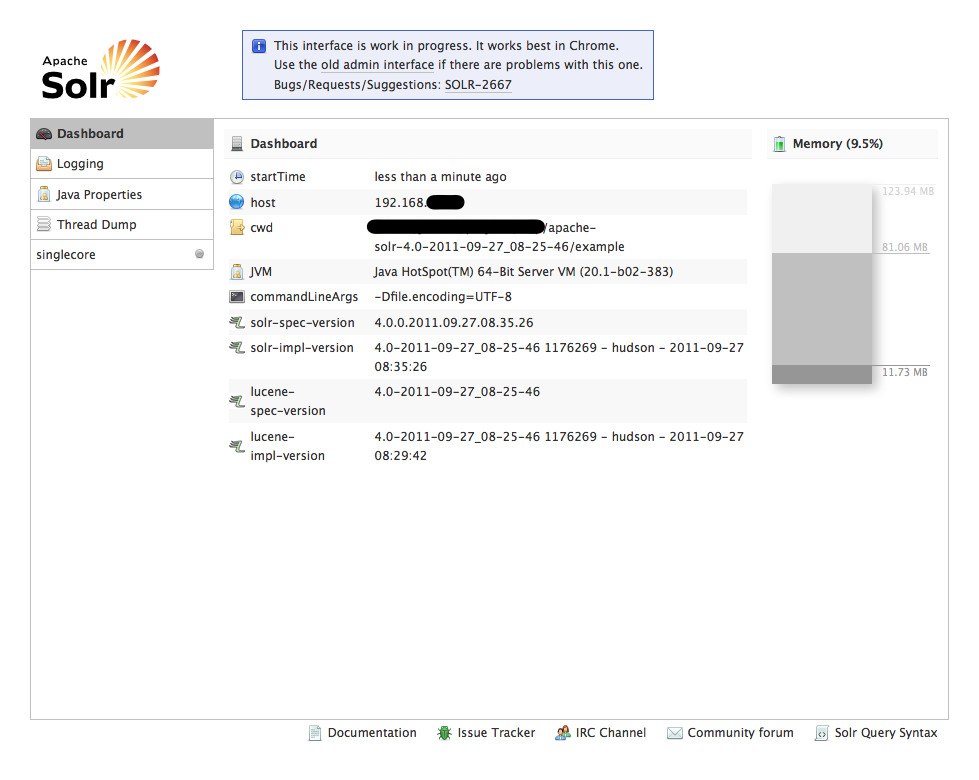 Apache
Solr
This interface is work in progress. It works best in Chrome.
Use the old admin interface if there are problems with this one.
Bugs/Requests/Suggestions: SOLR-2667
Dashboard
Logging
Java Properties
Thread Dump
singlecore
Dashboard
startTime less than a minute ago
host 192.168.
cwd /apache-
solr-4.0-2011-09-27_08-25-46/example
JVM Java HotSpot(TM) 64-Bit Server VM (20.1-b02-383)
commandLineArgs -Dfile.encoding=UTF-8
solr-spec-version 4.0.0.2011.09.27.08.35.26
solr-impl-version 4.0-2011-09-27_08-25-46 1176269 - hudson - 2011-09-27
08:35:26
lucene- 4.0-2011-09-27_08-25-46
spec-version
lucene- 4.0-2011-09-27_08-25-46 1176269 - hudson - 2011-09-27
impl-version 08:29:42
Memory (9.5%)
123.94 MB
81.06 MB
11.73 MB
Documentation Issue Tracker IRC Channel Community forum Solr Query Syntax